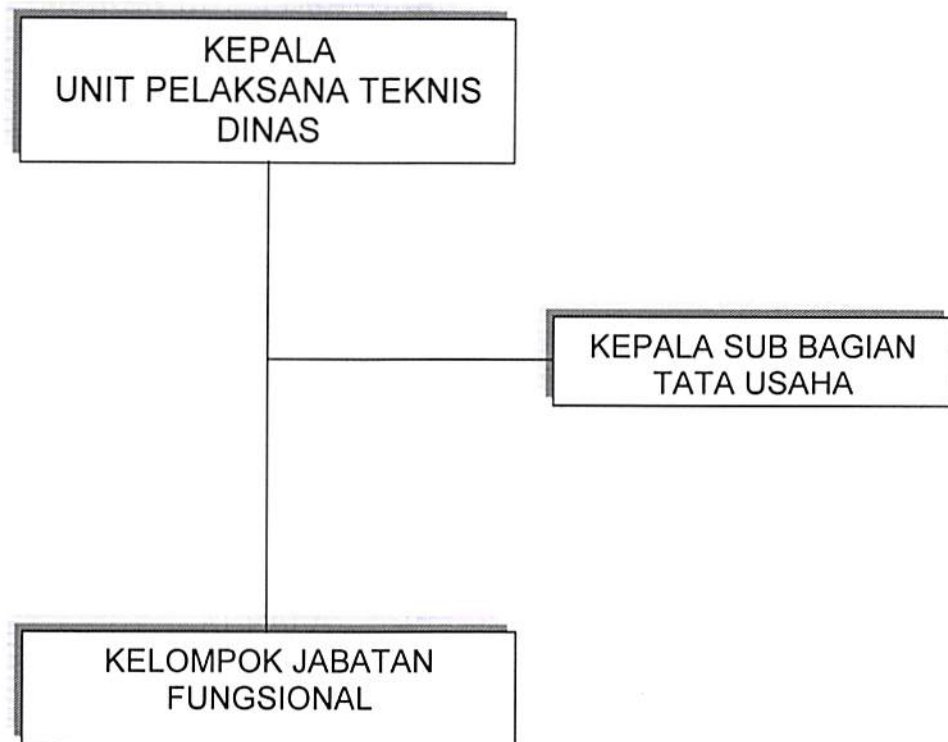 KEPALA
UNIT PELAKSANA TEKNIS
DINAS
KEPALA SUB BAGIAN
TATA USAHA
KELOMPOK JABATAN
FUNGSIONAL